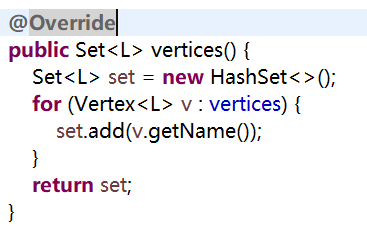 @Override
public Set<L> vertices() {
Set<L> set = new HashSet<>();
for (Vertex<L> v : vertices) {
set.add(v.getName());
}
return set;
}